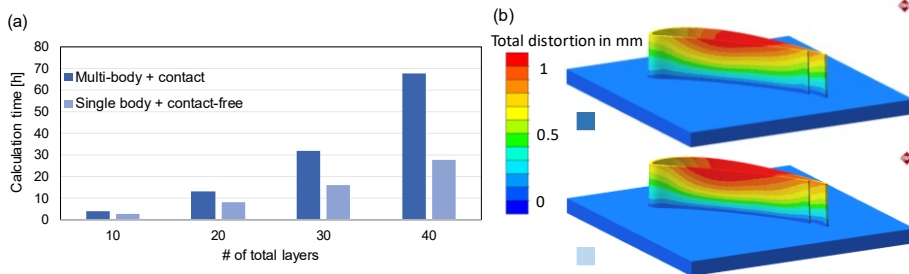 (a)
80
70
60
50
40
30
20
10
0
Calculation time [h]
Multi-body + contact
Single body + contact-free
10 20 30 40
# of total layers
(b)
Total distortion in mm
1
0.5
0